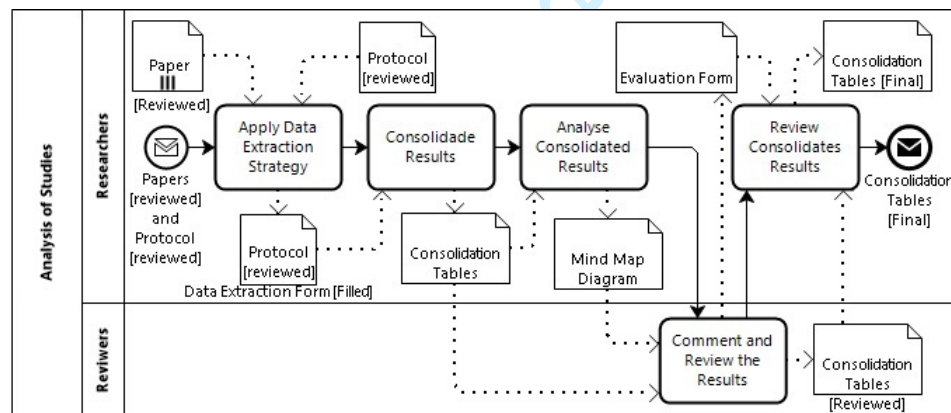 Analysis of Studies
Researchers
Paper
[Reviewed]
Protocol
[reviewed]
Evaluation Form
Consolidation
Tables [Final]
Papers
[reviewed]
and
Protocol
[reviewed]
Apply Data
Extraction
Strategy
Consolidade
Results
Analyse
Consolidated
Results
Review
Consolidates
Results
Consolidation
Tables
[Final]
Protocol
[reviewed]
Data Extraction Form [Filled]
Consolidation
Tables
Mind Map
Diagram
Reviwers
Comment and
Review the
Results
Consolidation
Tables
[Reviewed]